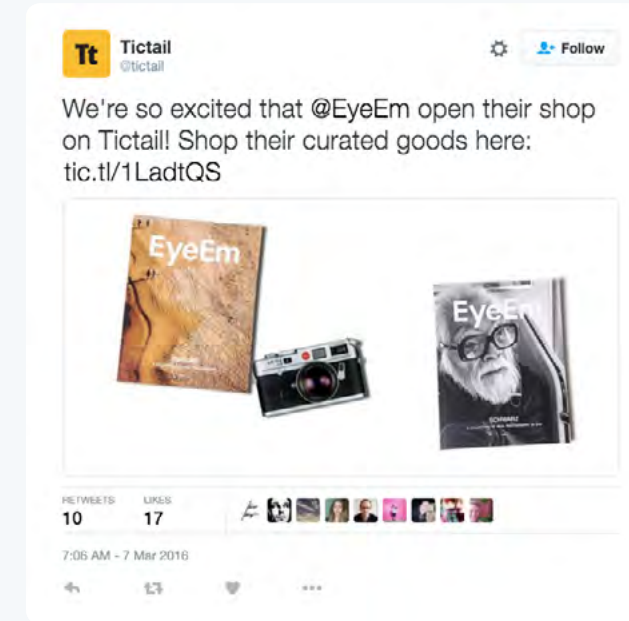 Tt
Tictail
@tictail
Follow
We're so excited that @EyeEm open their shop
on Tictail! Shop their curated goods here:
tic.tl/1LadtQS
EyeEm
EyeEm
SCHWARZ
RETWEETS LIKES
10 17
7:06 AM - 7 Mar 2016